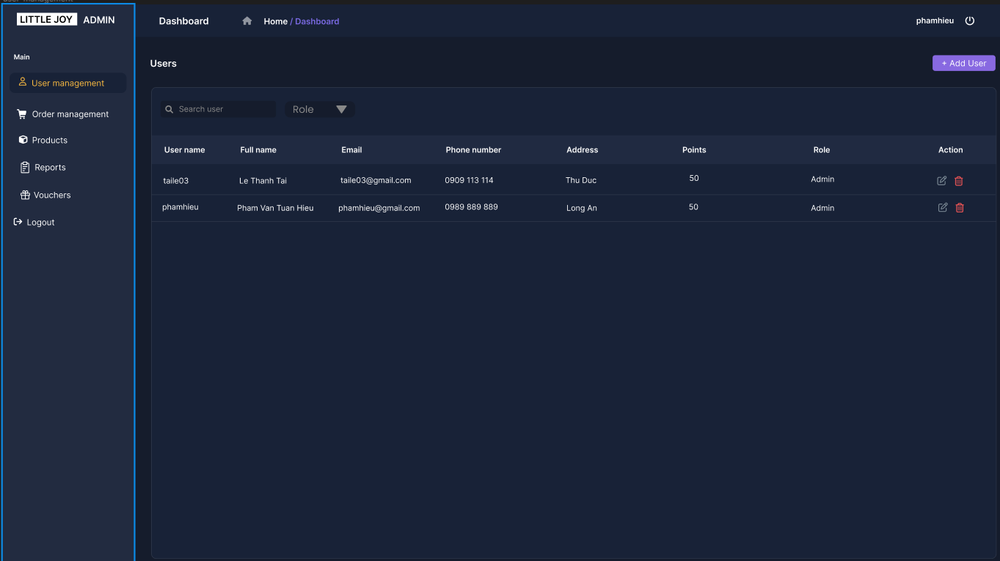 user-management
LITTLE JOY ADMIN
Dashboard Home / Dashboard phamhieu
Main
Users + Add User
User management
Search user Role
Order management
Products
Reports
Vouchers
Logout
User name Full name Email Phone number Address Points Role Action
taile03 Le Thanh Tai taile03@gmail.com 0909 113 114 Thu Duc 50 Admin
phamhieu Pham Van Tuan Hieu phamhieu@gmail.com 0989 889 889 Long An 50 Admin